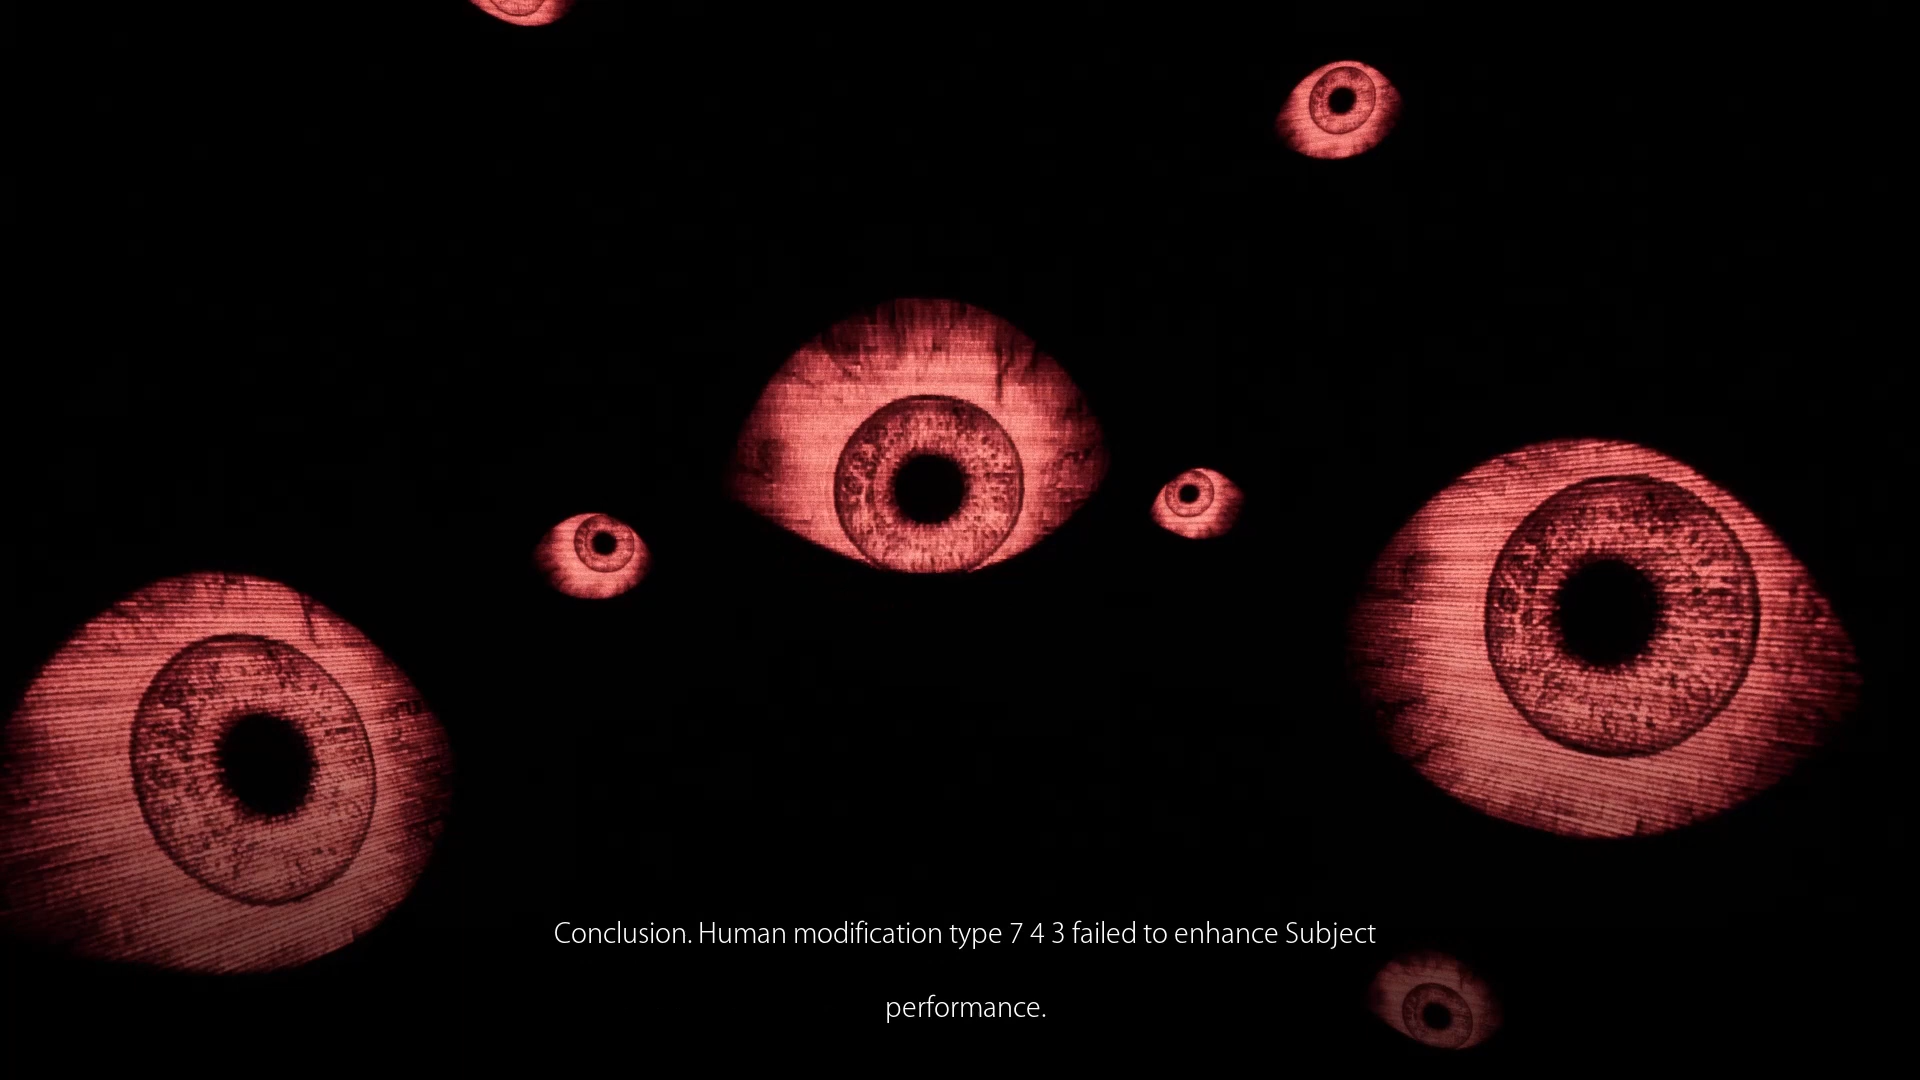 Conclusion. Human modification type 7 4 3 failed to enhance Subject
performance.